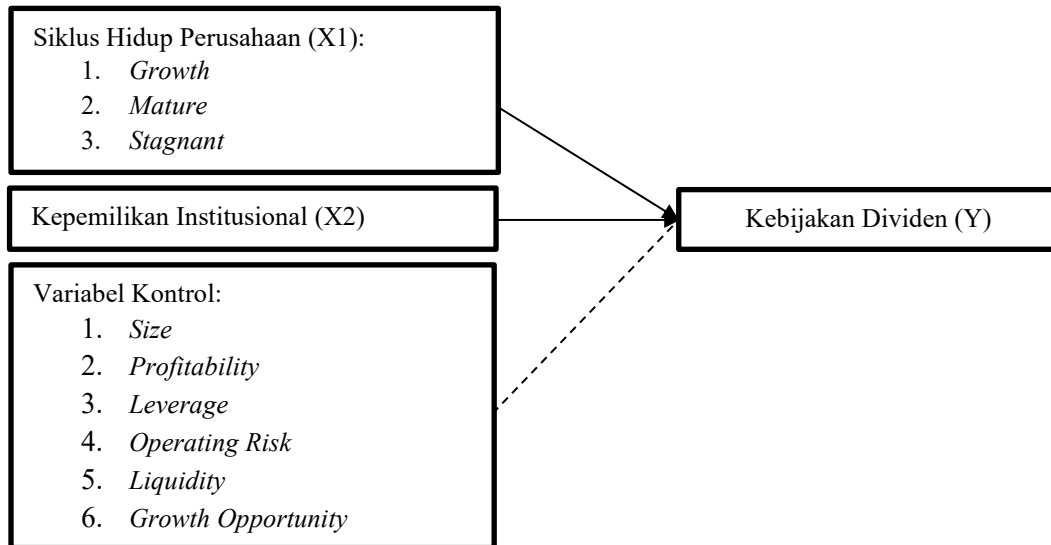 Siklus Hidup Perusahaan (X1):
1. Growth
2. Mature
3. Stagnant
Kepemilikan Institusional (X2)
Kebijakan Dividen (Y)
Variabel Kontrol:
1. Size
2. Profitability
3. Leverage
4. Operating Risk
5. Liquidity
6. Growth Opportunity